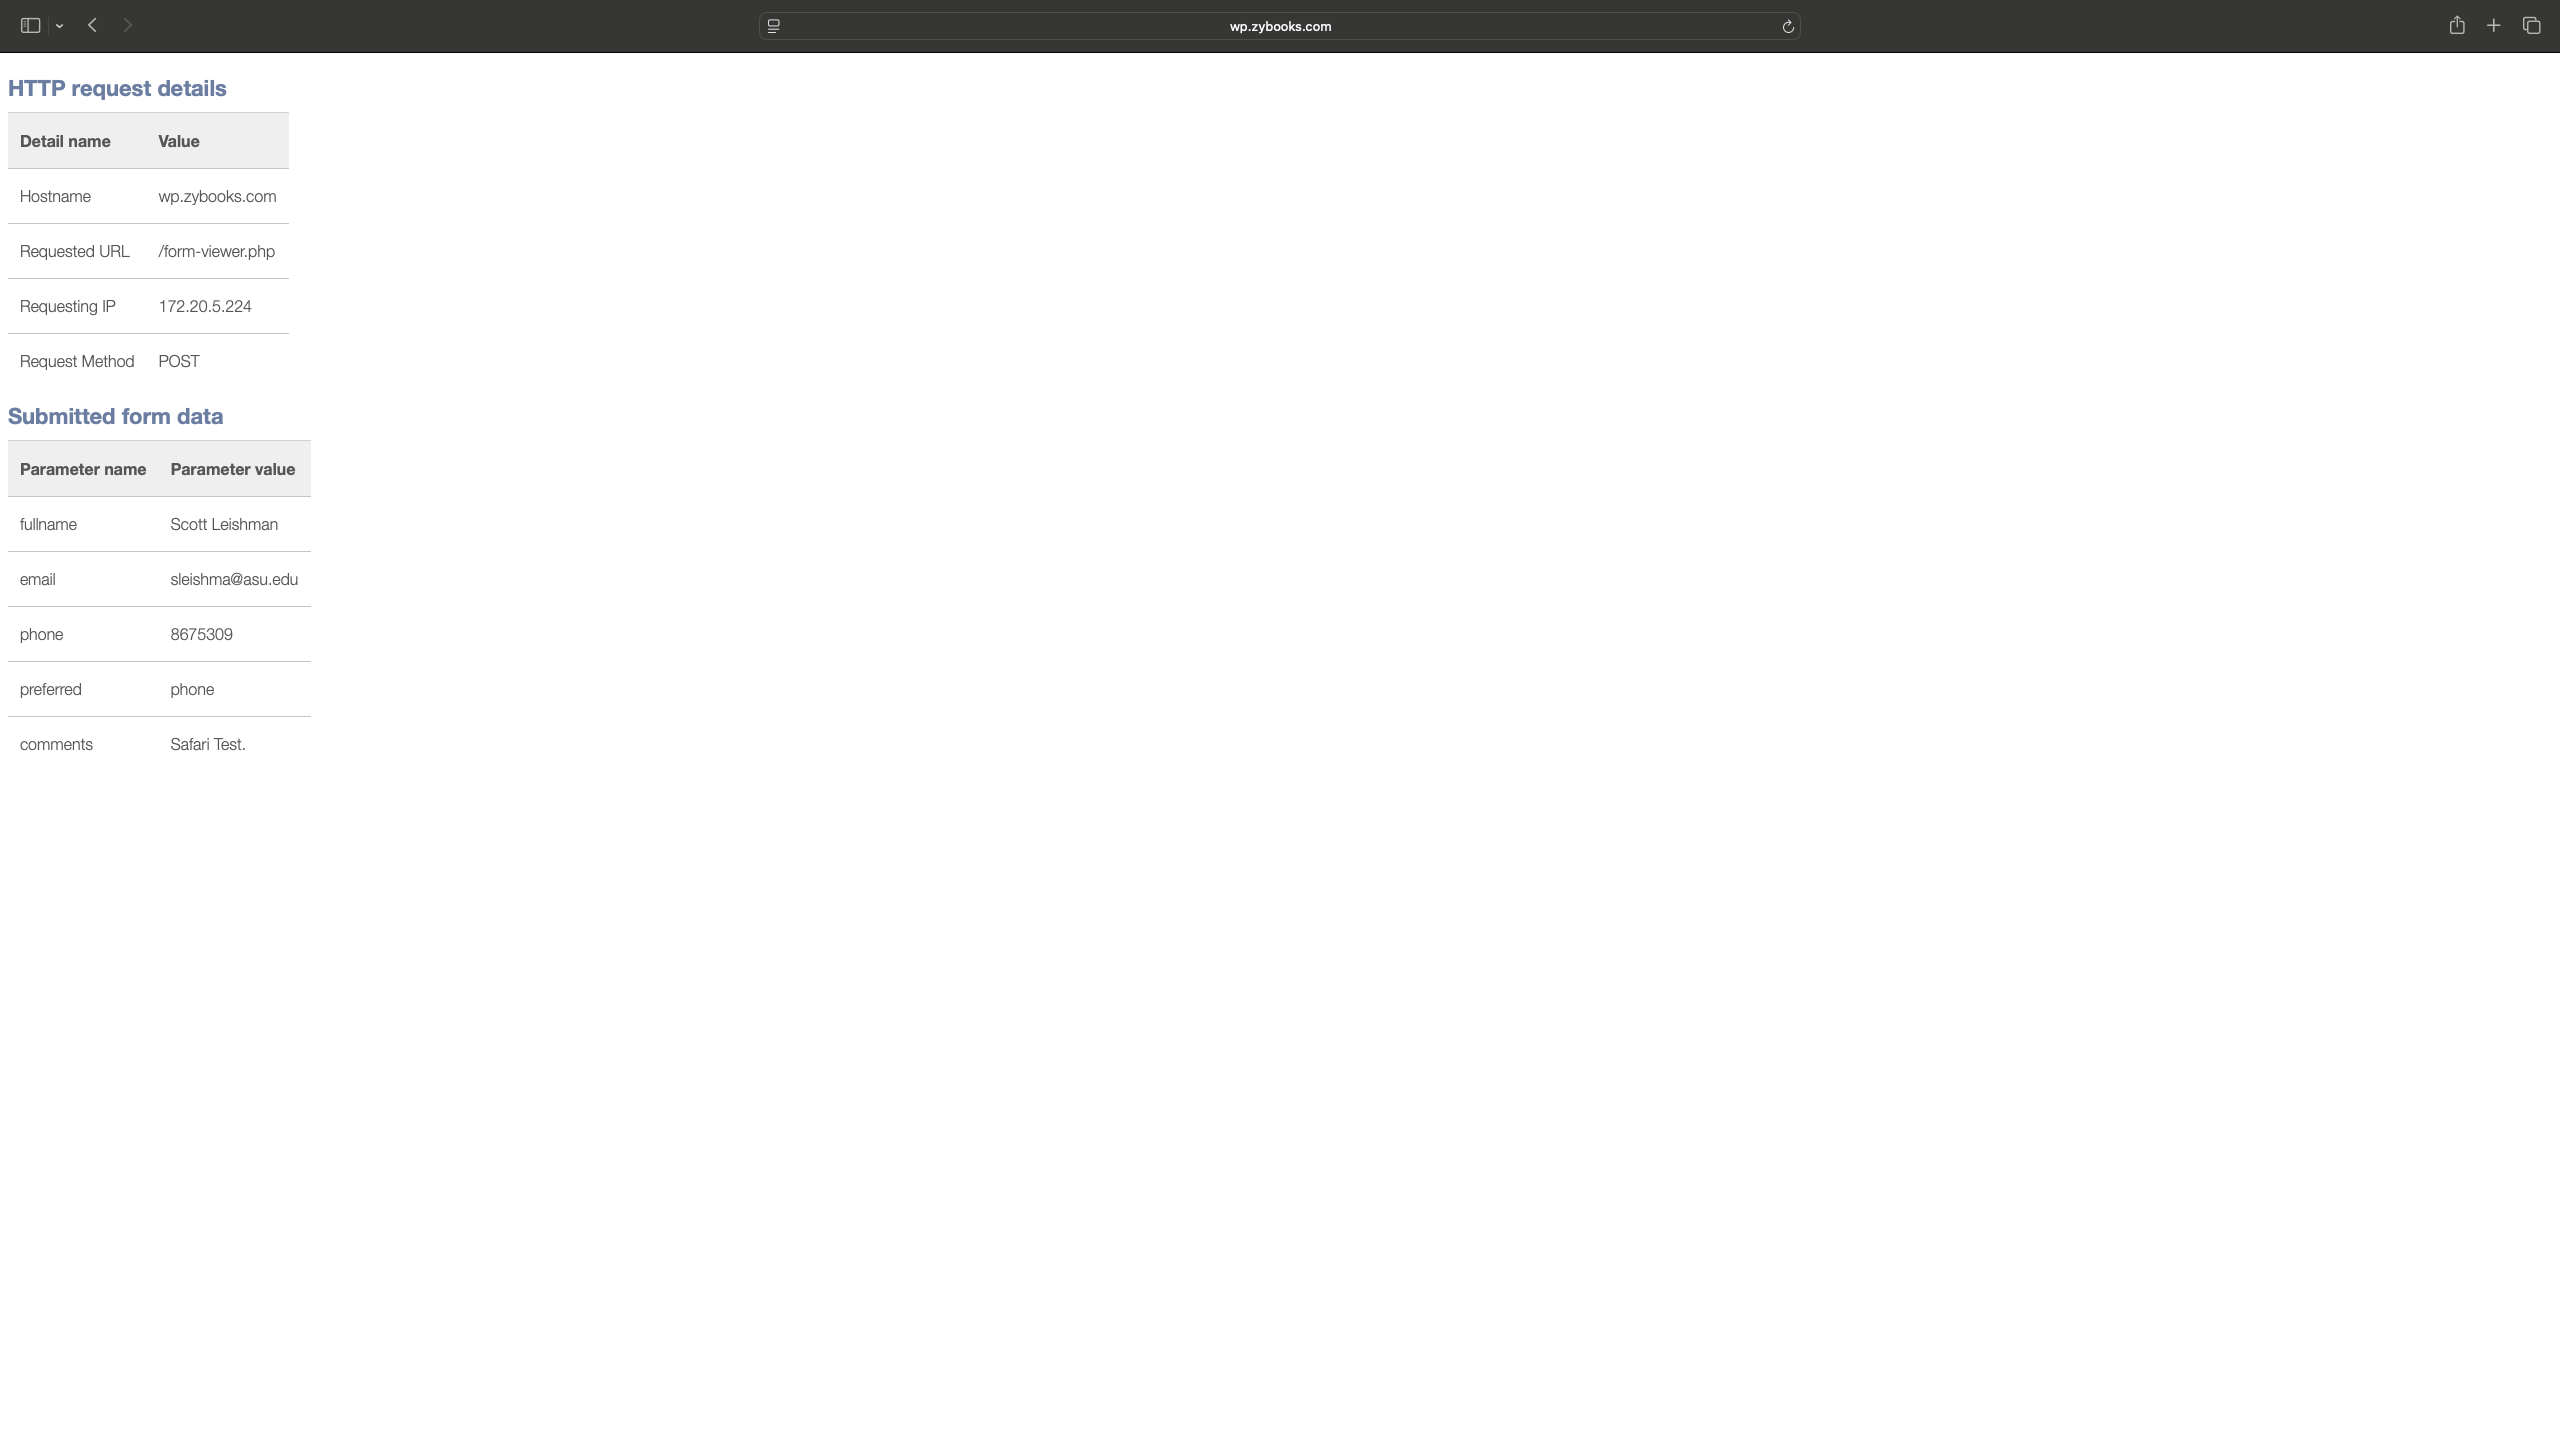 wp.zybooks.com
HTTP request details
Detail name Value
Hostname wp.zybooks.com
Requested URL /form-viewer.php
Requesting IP 172.20.5.224
Request Method POST
Submitted form data
Parameter name Parameter value
fullname Scott Leishman
email sleishma@asu.edu
phone 8675309
preferred phone
comments Safari Test.